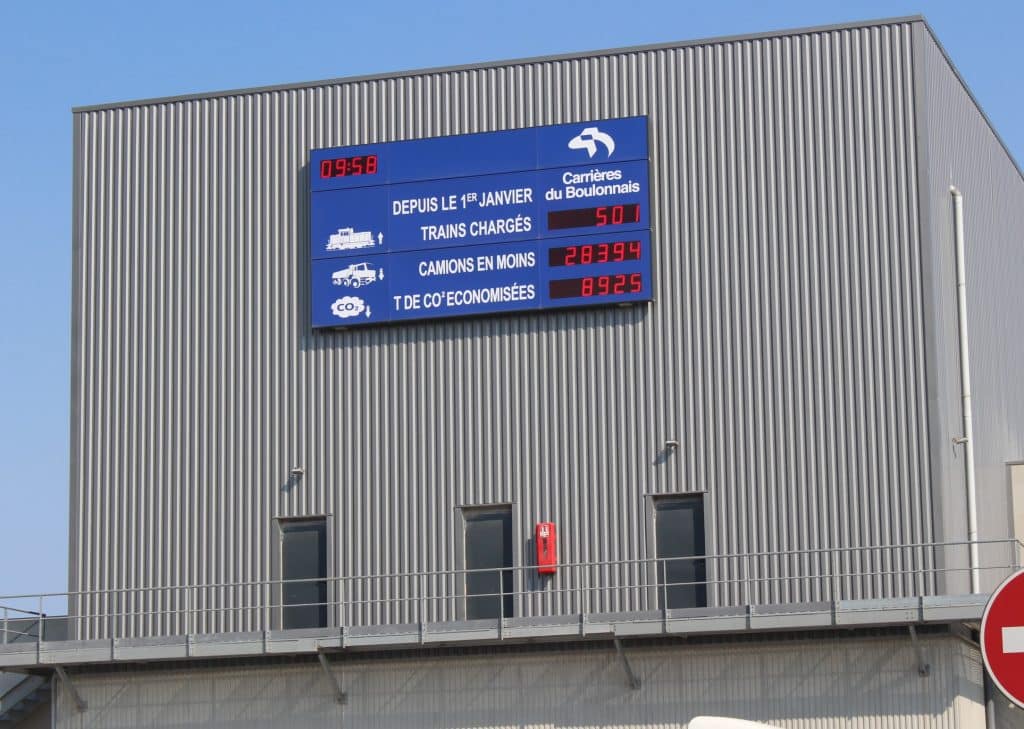 09:58
Carrières
du Boulonnais
DEPUIS LE 1ER JANVIER
TRAINS CHARGÉS 501
CAMIONS EN MOINS 28394
CO2
T DE CO² ECONOMISÉES 8925